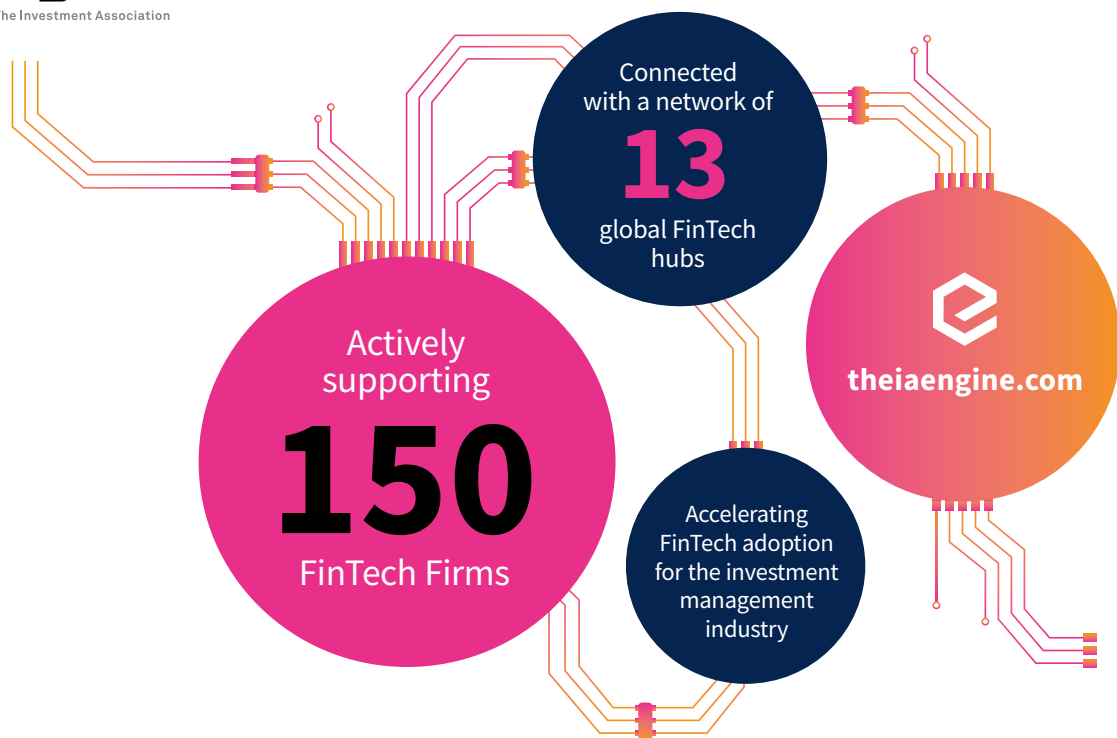 The Investment Association
Connected
with a network of
13
global FinTech
hubs
Actively
supporting
150
FinTech Firms
theiaengine.com
Accelerating
FinTech adoption
for the investment
management
industry